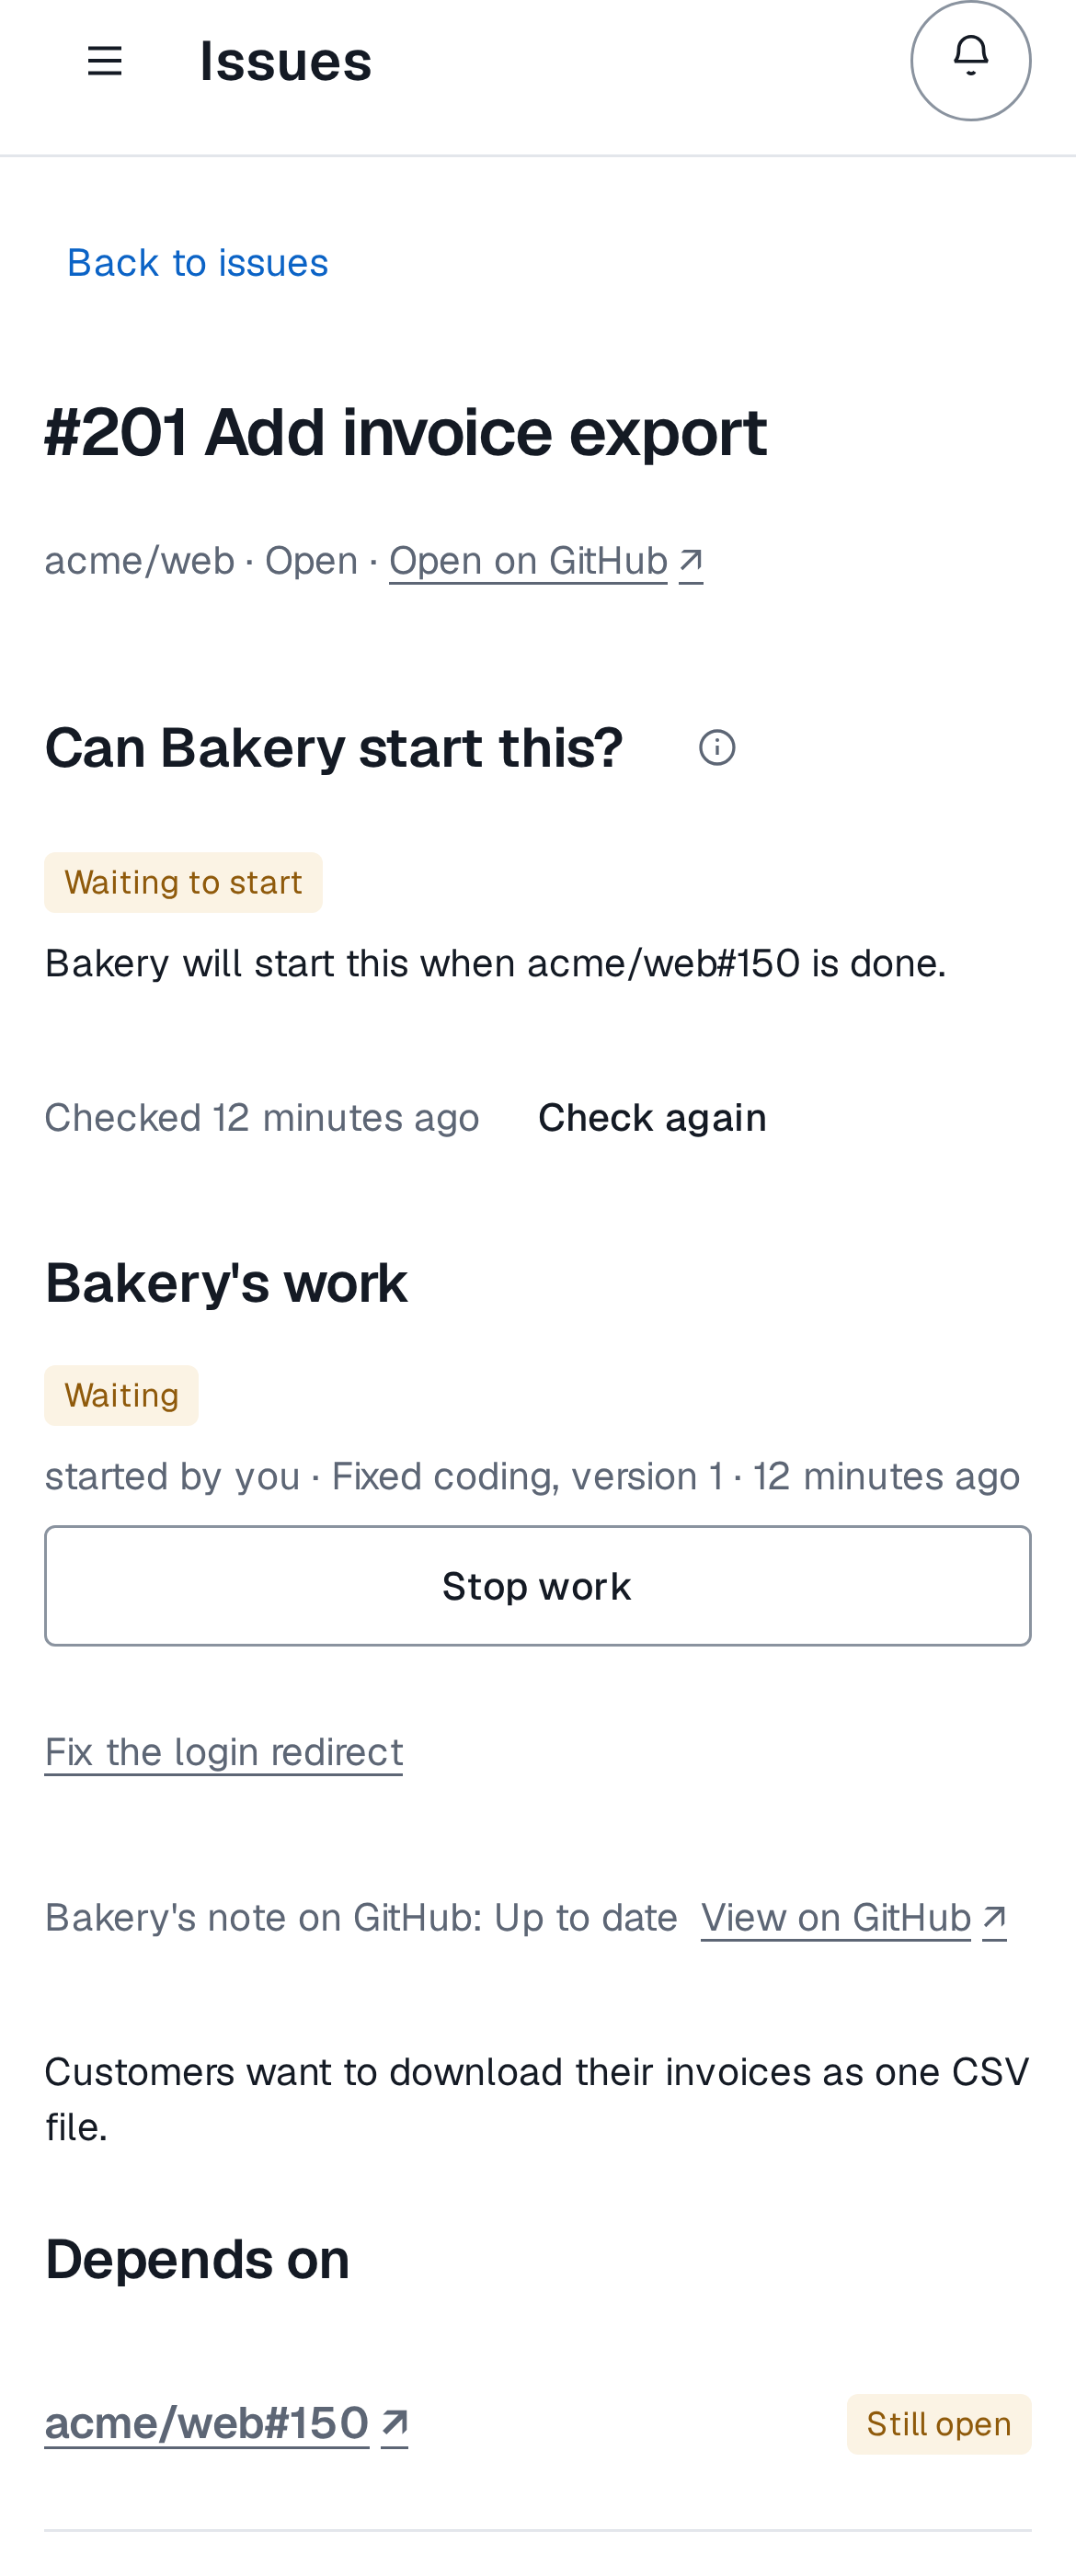 Issues
Back to issues
#201 Add invoice export
acme/web · Open · Open on GitHub ↗
Can Bakery start this?
Waiting to start
Bakery will start this when acme/web#150 is done.
Checked 12 minutes ago Check again
Bakery's work
Waiting
started by you · Fixed coding, version 1 · 12 minutes ago
Stop work
Fix the login redirect
Bakery's note on GitHub: Up to date View on GitHub ↗
Customers want to download their invoices as one CSV
file.
Depends on
acme/web#150 ↗ Still open